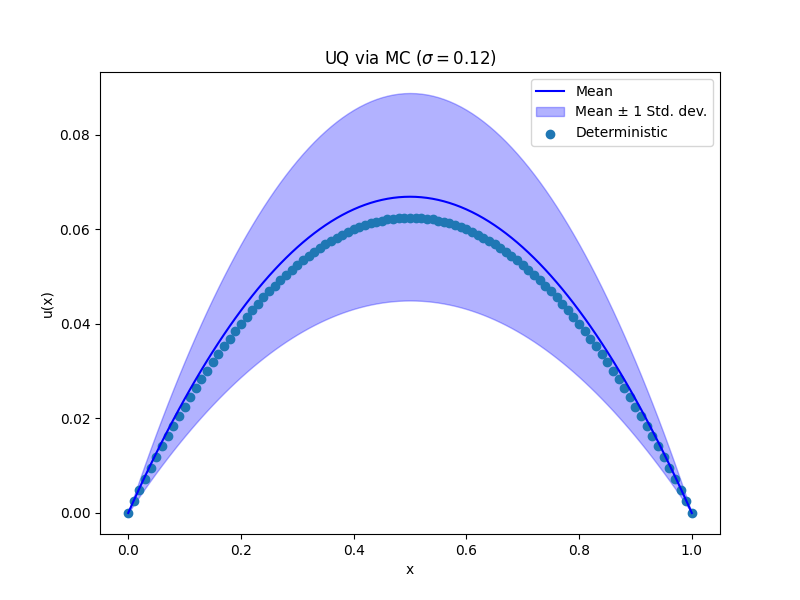 UQ via MC (σ = 0.12)
Mean
Mean ± 1 Std. dev.
Deterministic
u(x)
0.08
0.06
0.04
0.02
0.00
0.0 0.2 0.4 0.6 0.8 1.0
x